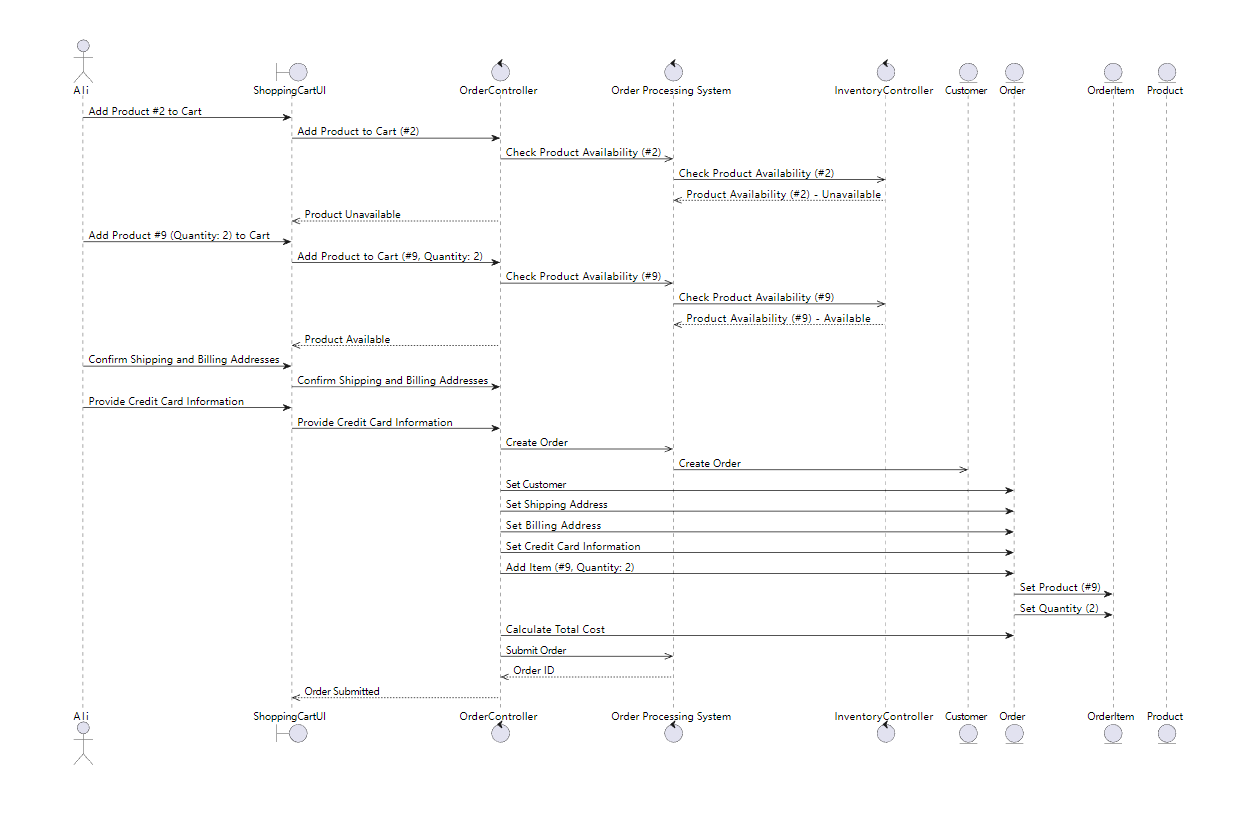 Ali
ShoppingCartUI
OrderController
Order Processing System
InventoryController
Customer
Order
OrderItem
Product
Add Product #2 to Cart
Add Product to Cart (#2)
Check Product Availability (#2)
Check Product Availability (#2)
Product Availability (#2) - Unavailable
Product Unavailable
Add Product #9 (Quantity: 2) to Cart
Add Product to Cart (#9, Quantity: 2)
Check Product Availability (#9)
Check Product Availability (#9)
Product Availability (#9) - Available
Product Available
Confirm Shipping and Billing Addresses
Confirm Shipping and Billing Addresses
Provide Credit Card Information
Provide Credit Card Information
Create Order
Create Order
Set Customer
Set Shipping Address
Set Billing Address
Set Credit Card Information
Add Item (#9, Quantity: 2)
Set Product (#9)
Set Quantity (2)
Calculate Total Cost
Submit Order
Order ID
Order Submitted
Ali
ShoppingCartUI
OrderController
Order Processing System
InventoryController
Customer
Order
OrderItem
Product